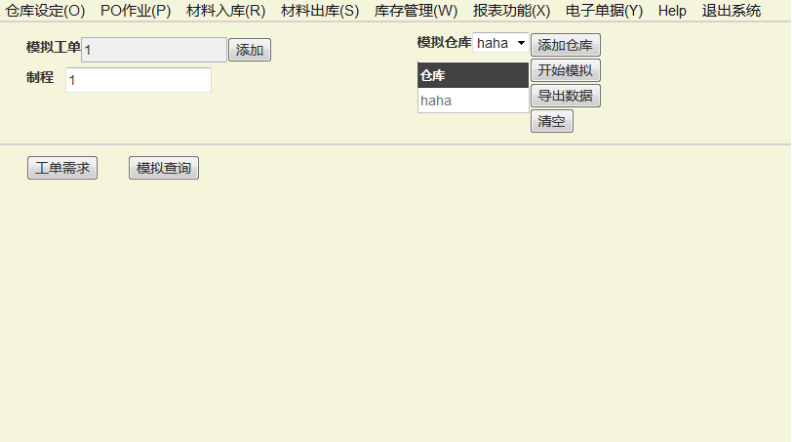 仓库设定(O) PO作业(P) 材料入库(R) 材料出库(S) 库存管理(W) 报表功能(X) 电子单据(Y) Help 退出系统
模拟工单 1 添加
制程 1
模拟仓库 haha 添加仓库
仓库 开始模拟
haha 导出数据
清空
工单需求 模拟查询